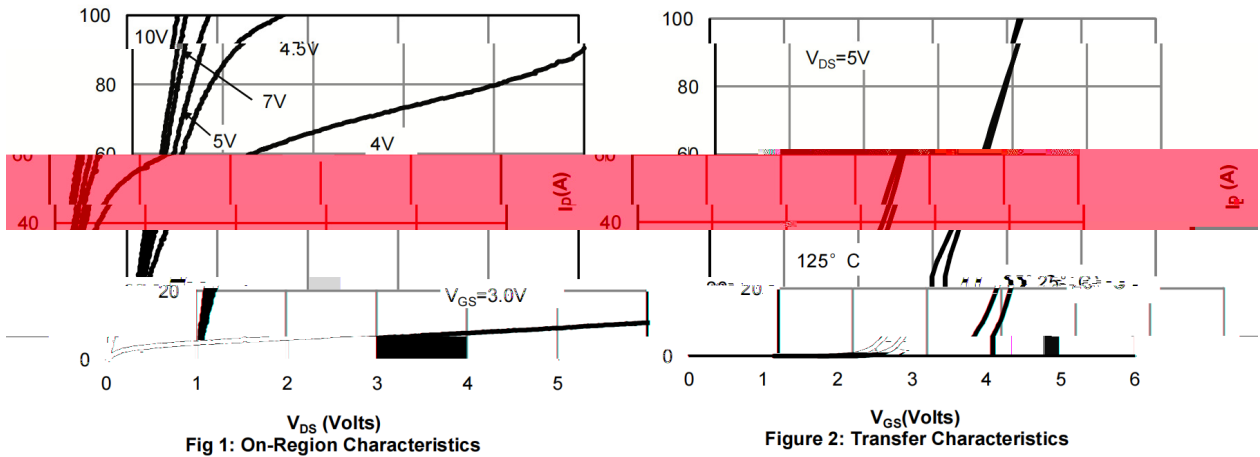 100
10V
4.5V
80
7V
5V
4V
60
I_D(A)
40
20
V_GS=3.0V
0
0 1 2 3 4 5
V_DS (Volts)
Fig 1: On-Region Characteristics
100
V_DS=5V
80
60
I_D(A)
40
125° C
20
0
0 1 2 3 4 5 6
V_GS(Volts)
Figure 2: Transfer Characteristics